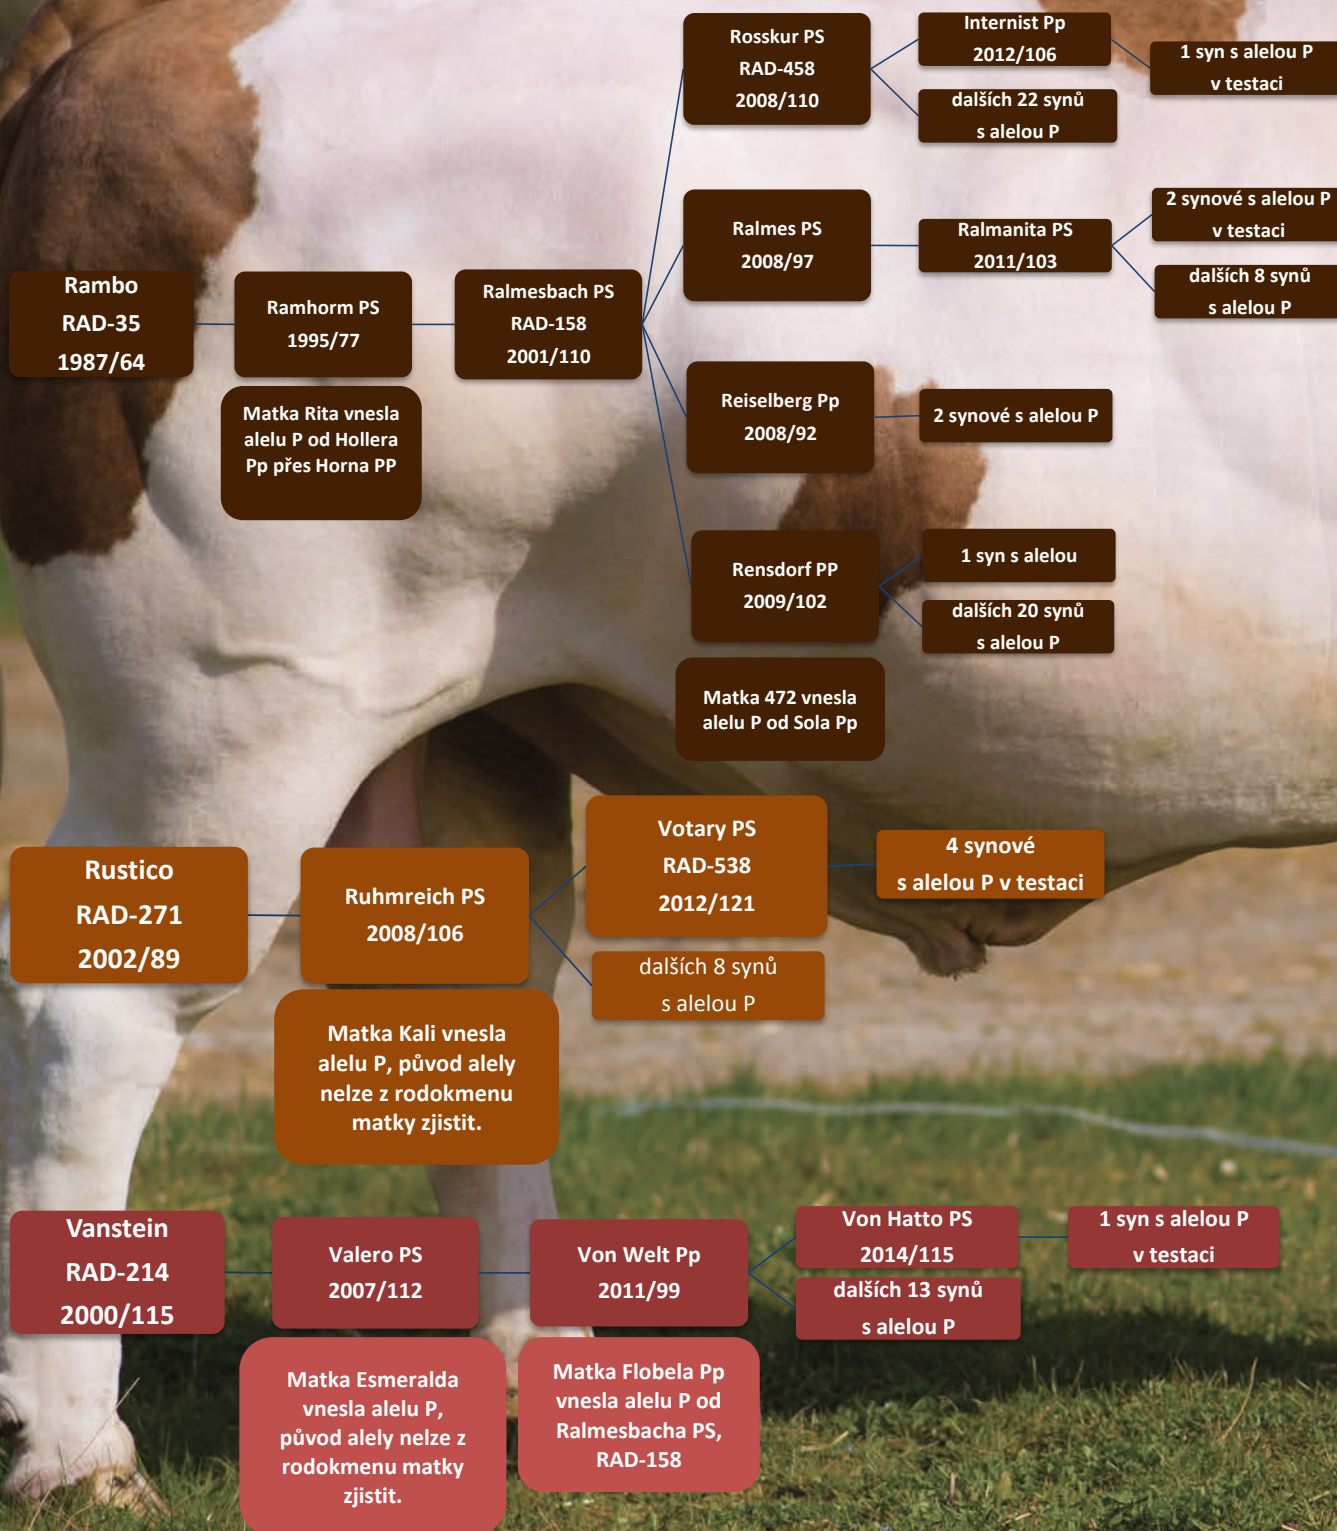 Rosskur PS
RAD-458
2008/110
Internist Pp
2012/106
1 syn s alelou P
v testaci
dalších 22 synů
s alelou P
Ralmes PS
2008/97
Ralmanita PS
2011/103
2 synové s alelou P
v testaci
dalších 8 synů
s alelou P
Rambo
RAD-35
1987/64
Ramhorm PS
1995/77
Ralmesbach PS
RAD-158
2001/110
Matka Rita vnesla
alelu P od Hollera
Pp přes Horna PP
Reiselberg Pp
2008/92
2 synové s alelou P
Rensdorf PP
2009/102
1 syn s alelou
dalších 20 synů
s alelou P
Matka 472 vnesla
alelu P od Sola Pp
Rustico
RAD-271
2002/89
Ruhmreich PS
2008/106
Votary PS
RAD-538
2012/121
4 synové
s alelou P v testaci
dalších 8 synů
s alelou P
Matka Kali vnesla
alelu P, původ alely
nelze z rodokmenu
matky zjistit.
Vanstein
RAD-214
2000/115
Valero PS
2007/112
Von Welt Pp
2011/99
Von Hatto PS
2014/115
1 syn s alelou P
v testaci
dalších 13 synů
s alelou P
Matka Esmeralda
vnesla alelu P,
původ alely nelze z
rodokmenu matky
zjistit.
Matka Flobela Pp
vnesla alelu P od
Ralmesbacha PS,
RAD-158